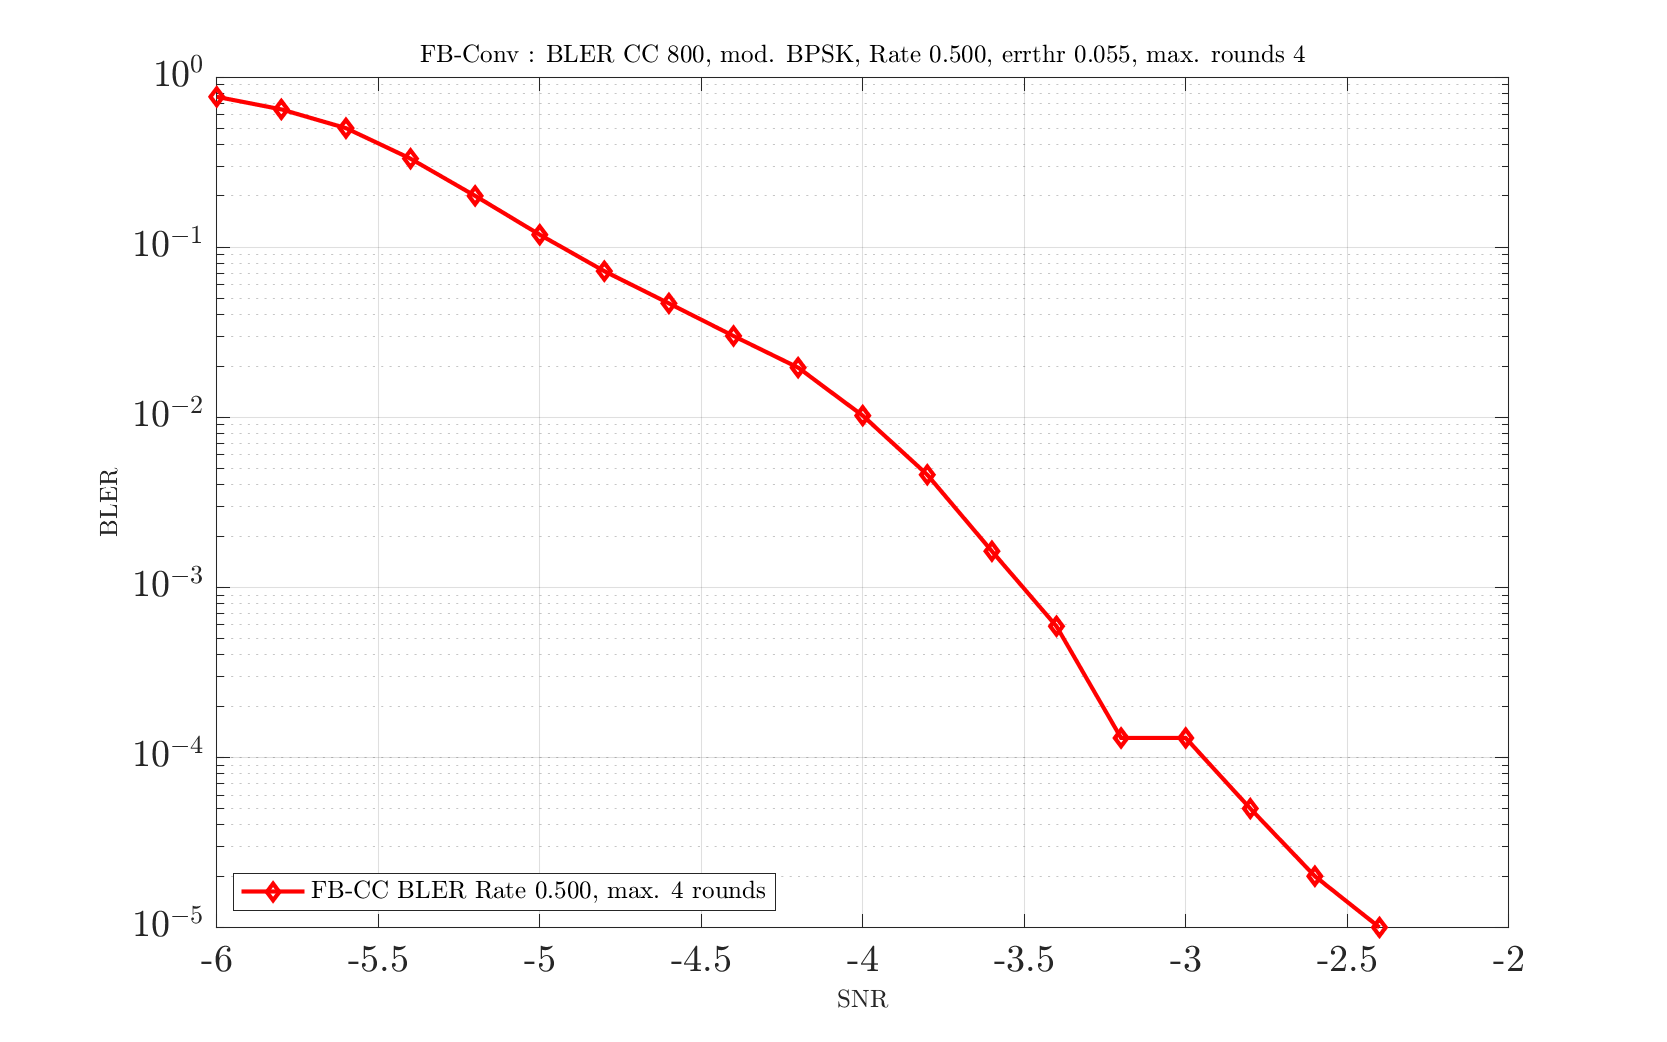 FB-Conv : BLER CC 800, mod. BPSK, Rate 0.500, errthr 0.055, max. rounds 4
10^0
10^-1
10^-2
10^-3
10^-4
10^-5
BLER
FB-CC BLER Rate 0.500, max. 4 rounds
-6 -5.5 -5 -4.5 -4 -3.5 -3 -2.5 -2
SNR